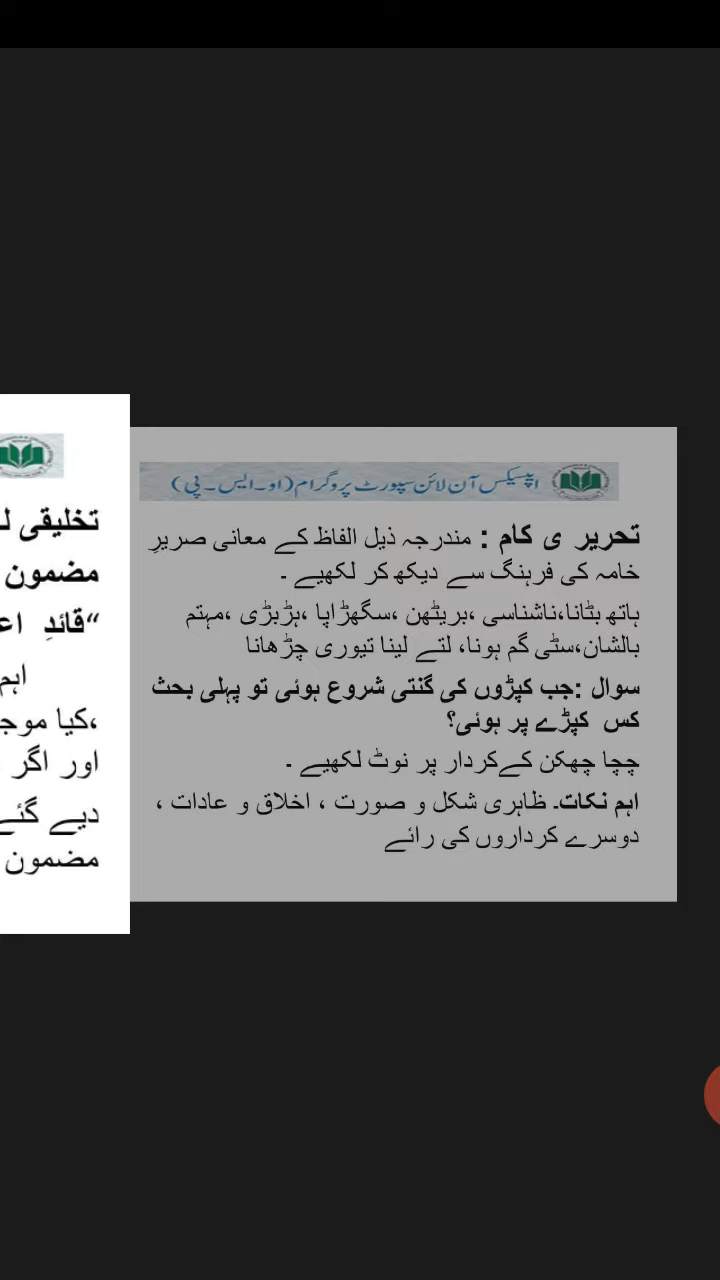 ایپسیکس آن لائن سپورٹ پروگرام (او۔ایس۔پی)
تحریر ی کام : مندرجہ ذیل الفاظ کے معانی صریرِ
خامہ کی فرہنگ سے دیکھ کر لکھیے ۔
ہاتھ بٹانا،ناشناسی ،بریٹھن ،سگھڑاپا ،ہڑبڑی ،مہتم
بالشان،سٹی گم ہونا، لتے لینا تیوری چڑھانا
سوال :جب کپڑوں کی گنتی شروع ہوئی تو پہلی بحث
کس کپڑے پر ہوئی؟
چچا چھکن کےکردار پر نوٹ لکھیے ۔
اہم نکات۔ ظاہری شکل و صورت ، اخلاق و عادات ،
دوسرے کرداروں کی رائے
تخلیقی
مضمون
“قائدِ
اہم
،کیا
اور اگر
دیے گئے
مضمون